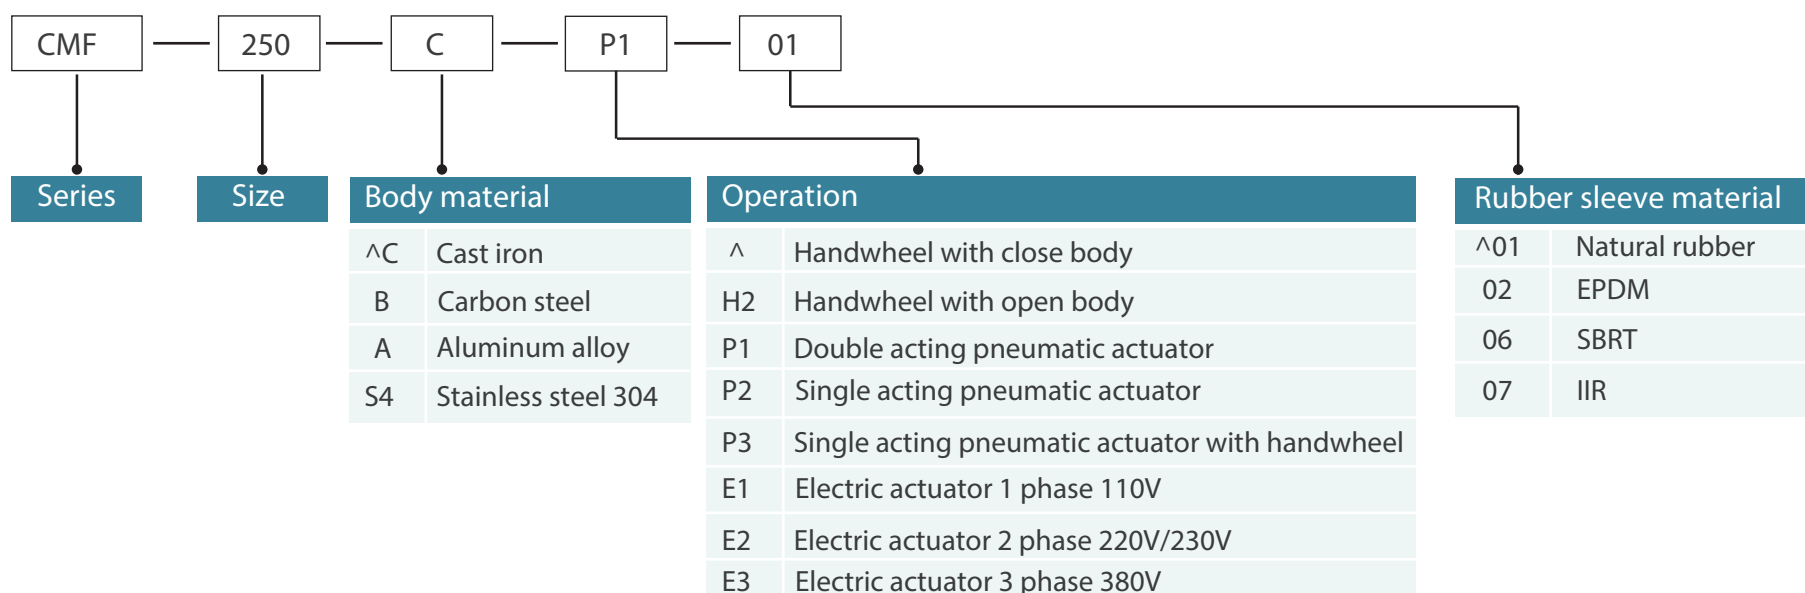 CMF 250 C P1 01
Series Size Body material Operation Rubber sleeve material
^C Cast iron
B Carbon steel
A Aluminum alloy
S4 Stainless steel 304
^ Handwheel with close body
H2 Handwheel with open body
P1 Double acting pneumatic actuator
P2 Single acting pneumatic actuator
P3 Single acting pneumatic actuator with handwheel
E1 Electric actuator 1 phase 110V
E2 Electric actuator 2 phase 220V/230V
E3 Electric actuator 3 phase 380V
^01 Natural rubber
02 EPDM
06 SBRT
07 IIR